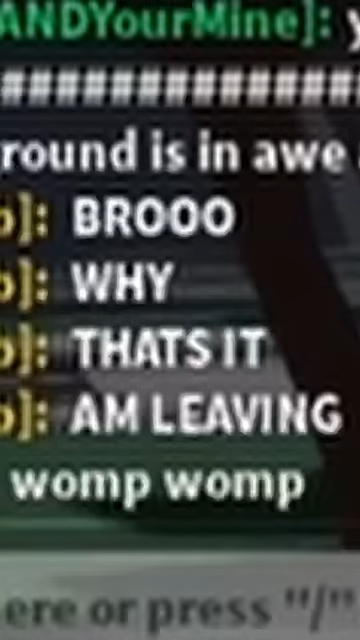 ANDYourMine]: y
##############
round is in awe
o]: BROOO
o]: WHY
o]: THATS IT
o]: AM LEAVING
womp womp
ere or press "/"